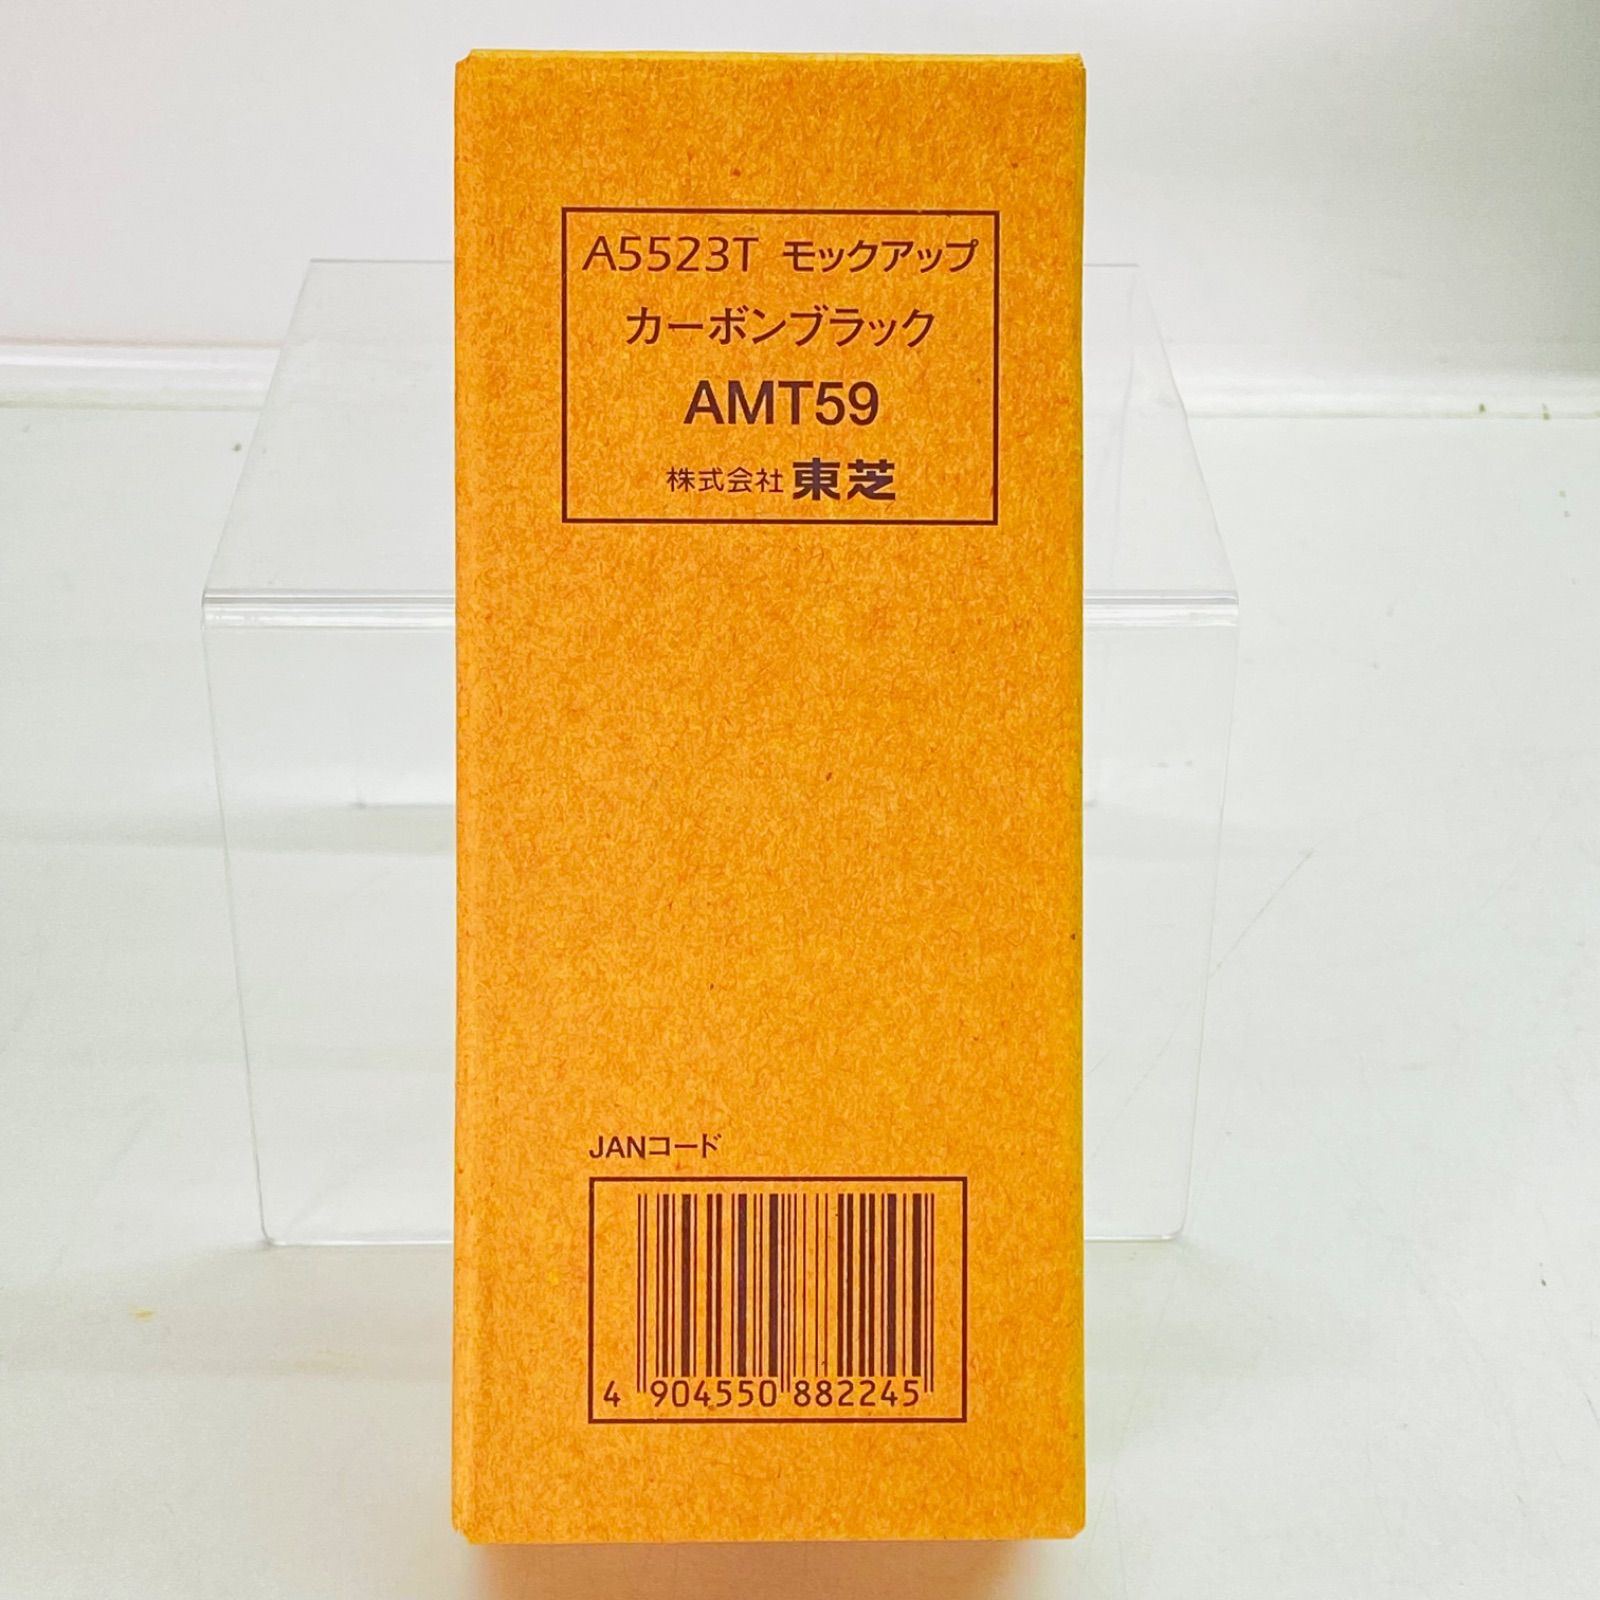 A5523T モックアップ
カーボンブラック
AMT59
株式会社 東芝
JANコード
4 904550 882245